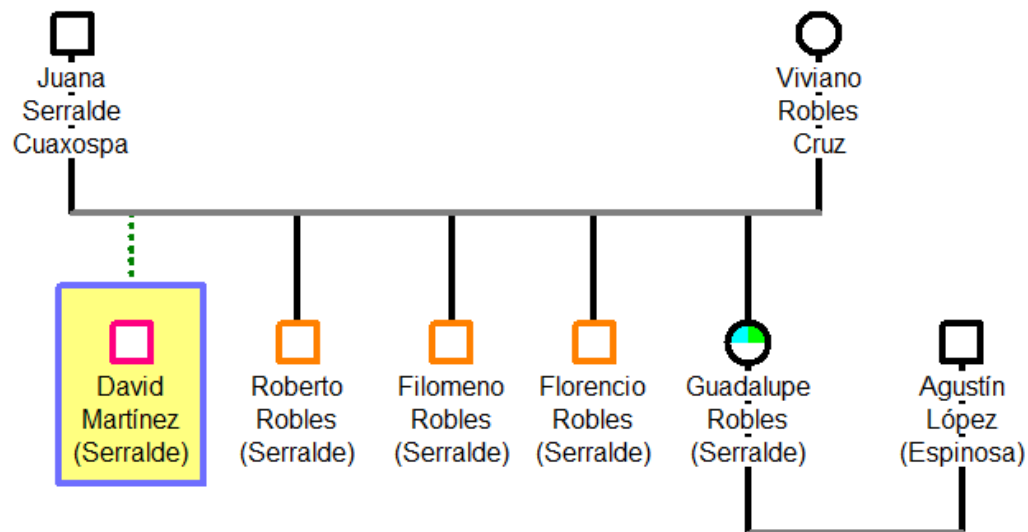 Juana
Serralde
Cuaxospa
Viviano
Robles
Cruz
David
Martínez
(Serralde)
Roberto
Robles
(Serralde)
Filomeno
Robles
(Serralde)
Florencio
Robles
(Serralde)
Guadalupe
Robles
(Serralde)
Agustín
López
(Espinosa)